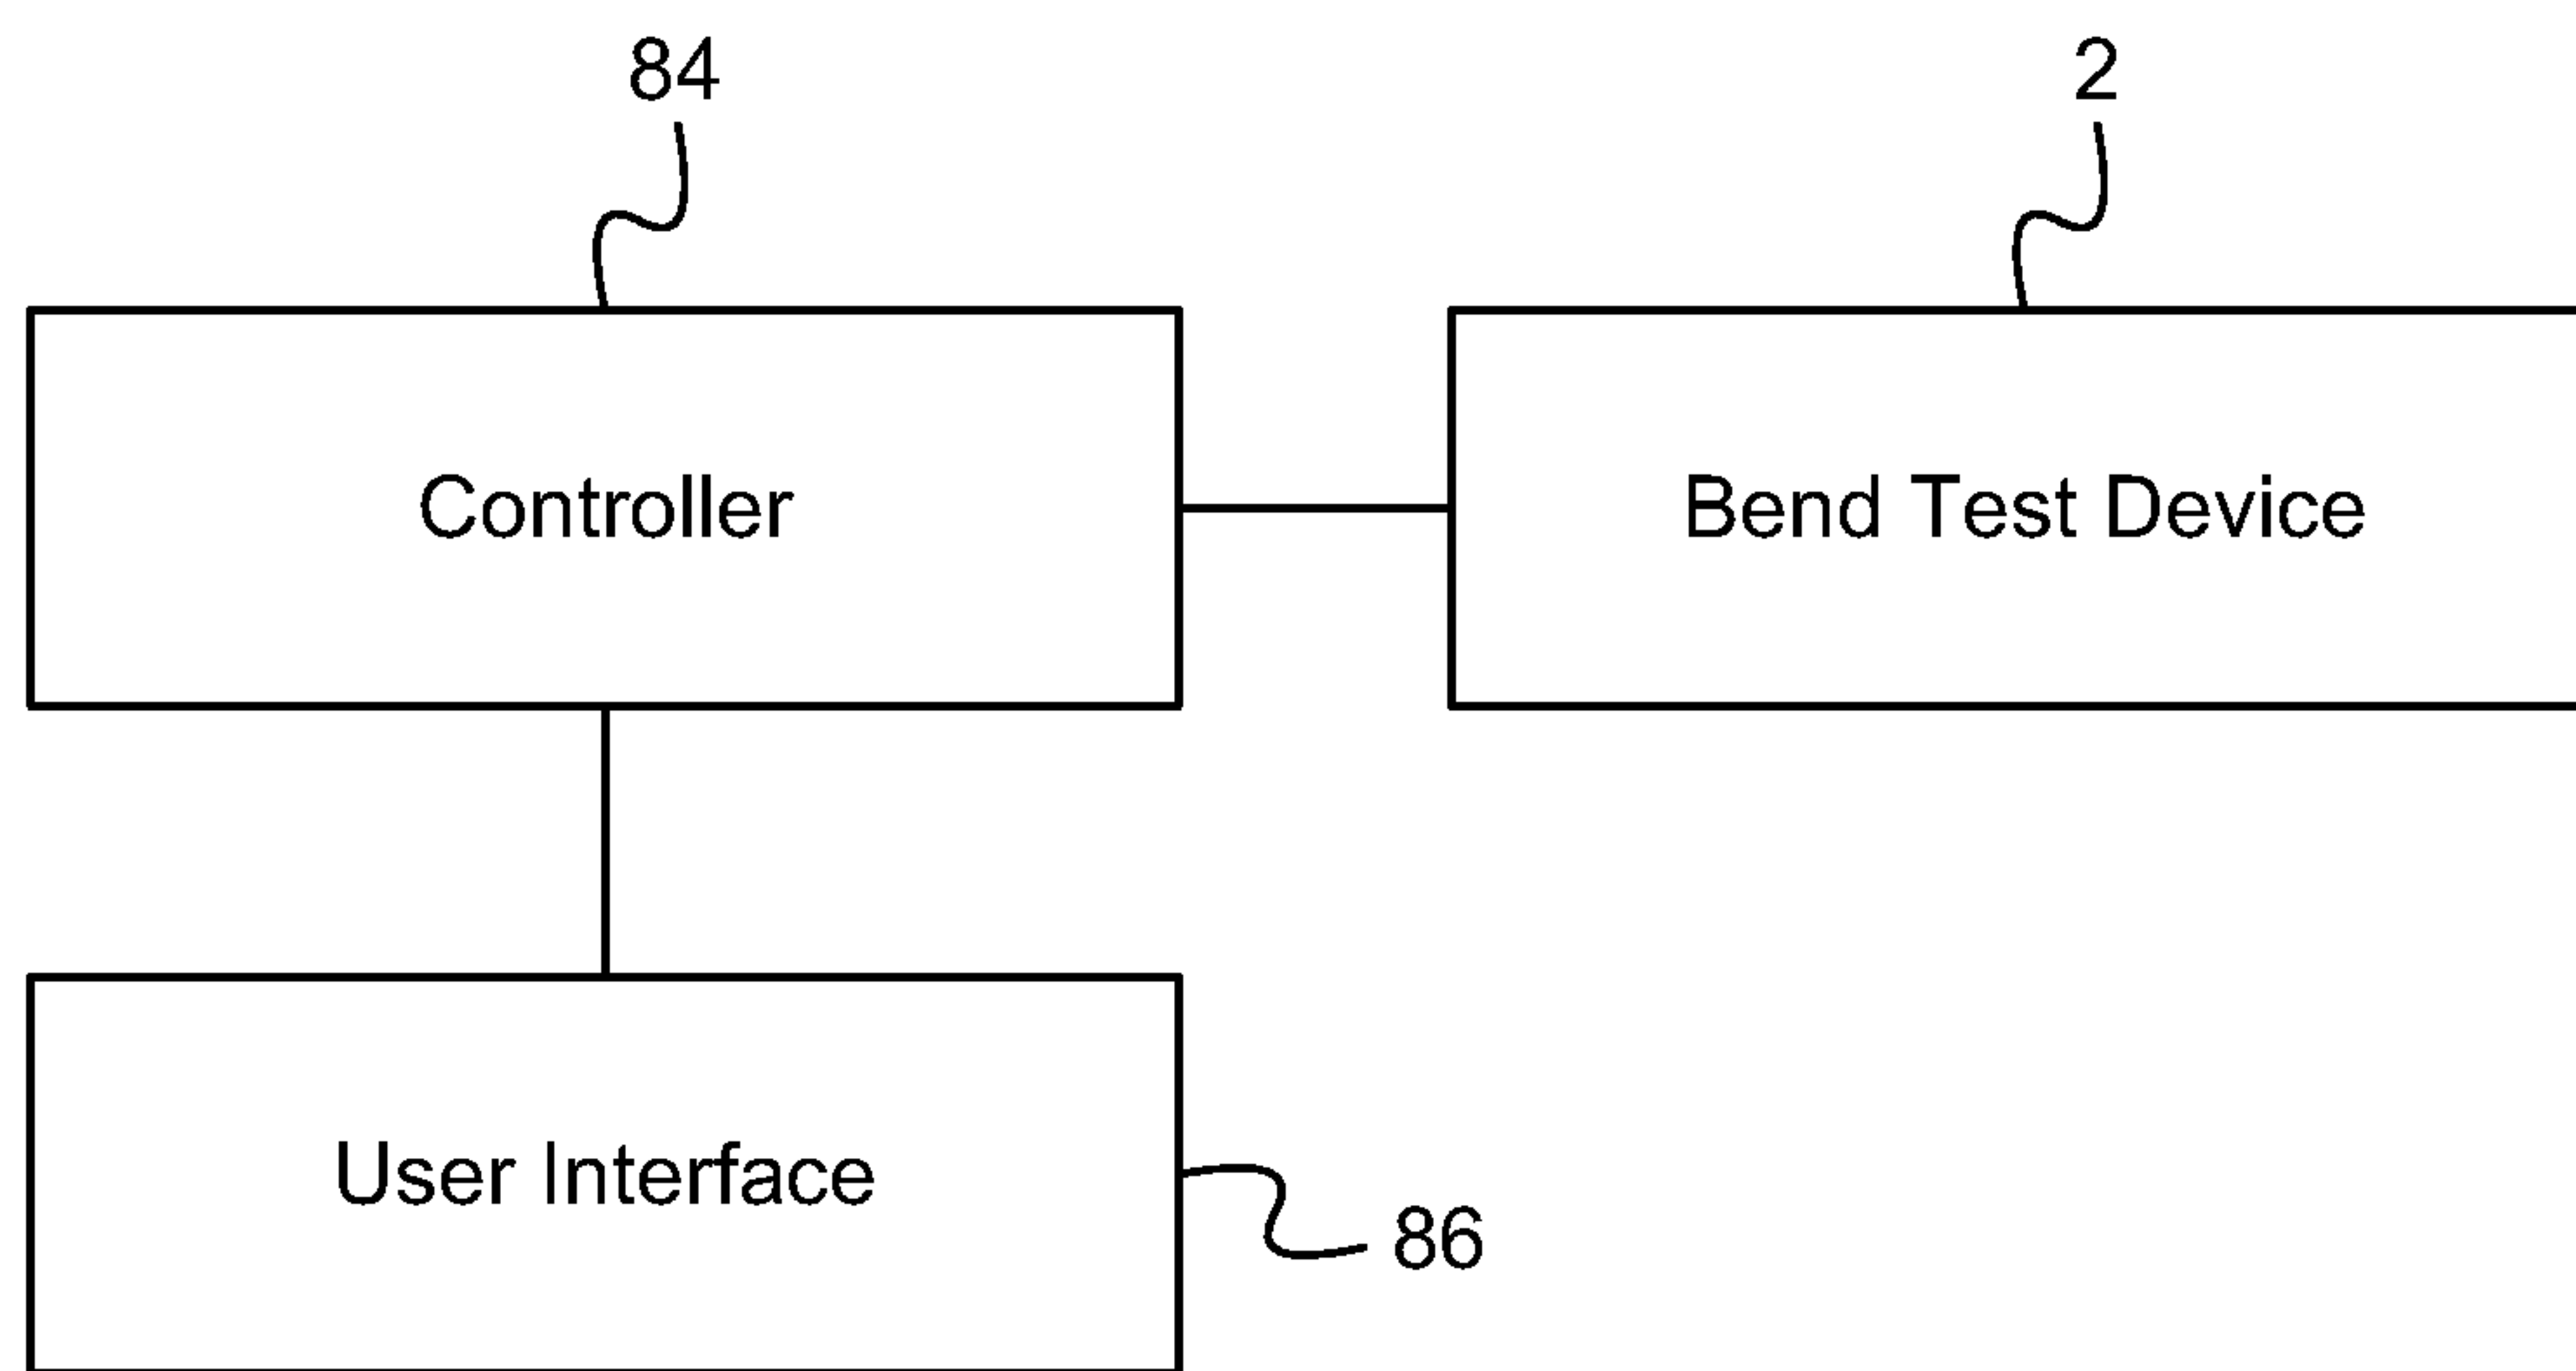 84
2
Controller
Bend Test Device
User Interface
86